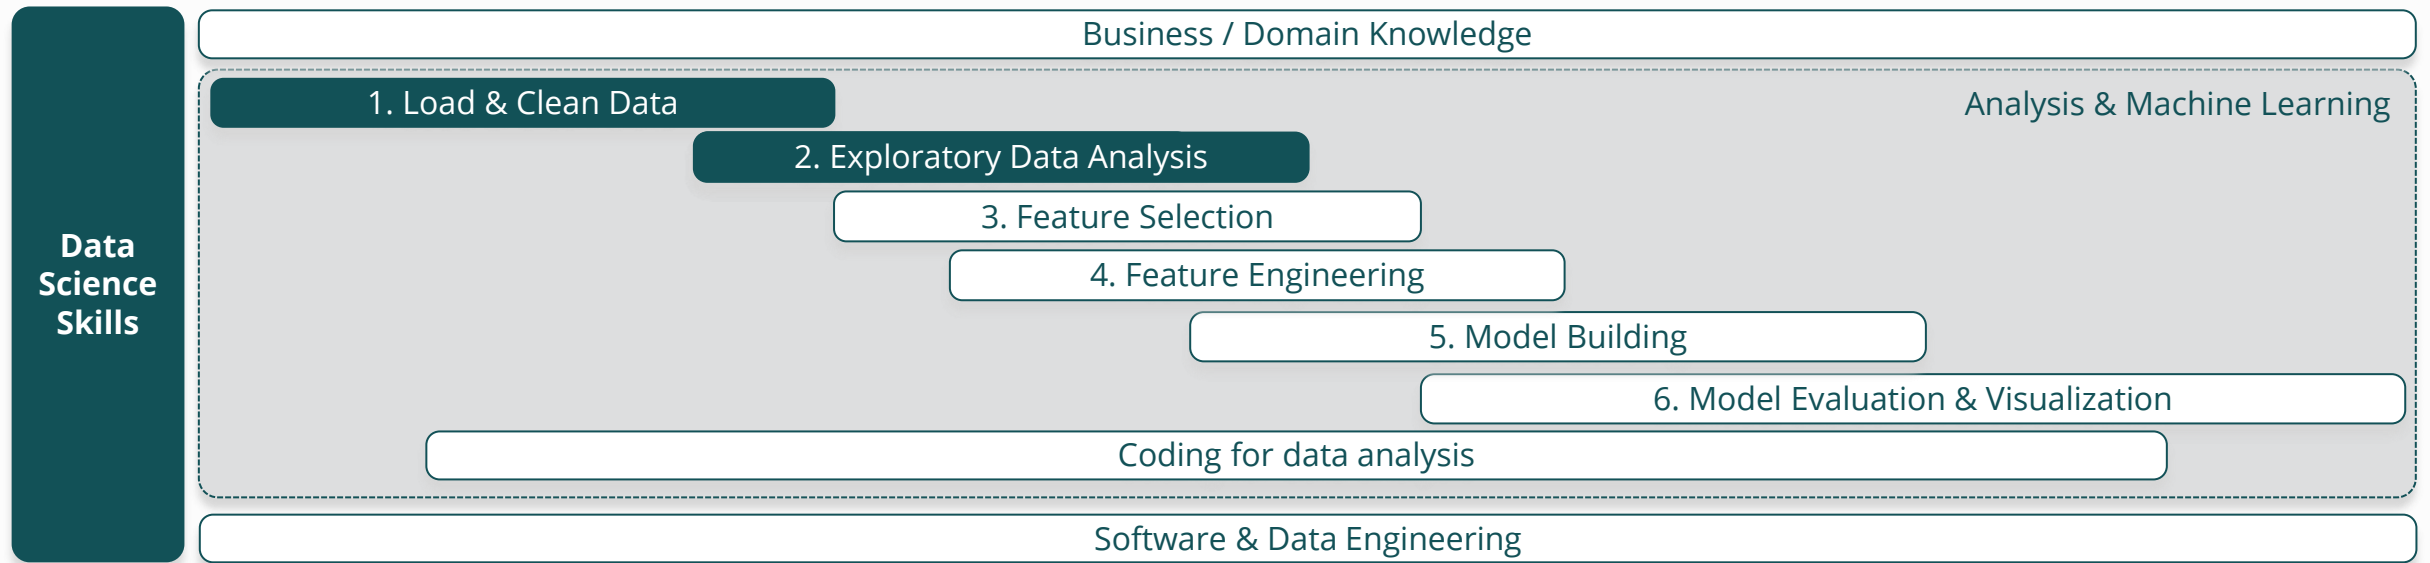 Business / Domain Knowledge
1. Load & Clean Data
Analysis & Machine Learning
2. Exploratory Data Analysis
3. Feature Selection
4. Feature Engineering
5. Model Building
6. Model Evaluation & Visualization
Coding for data analysis
Software & Data Engineering
Data
Science
Skills